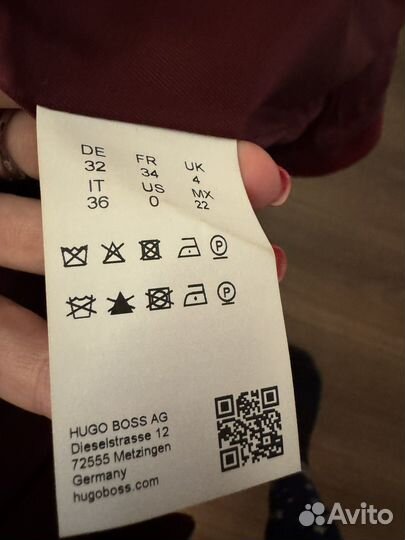 DE FR UK
32 34 4
IT US MX
36 0 22
P
P
HUGO BOSS AG
Dieselstrasse 12
72555 Metzingen
Germany
hugoboss.com
Avito